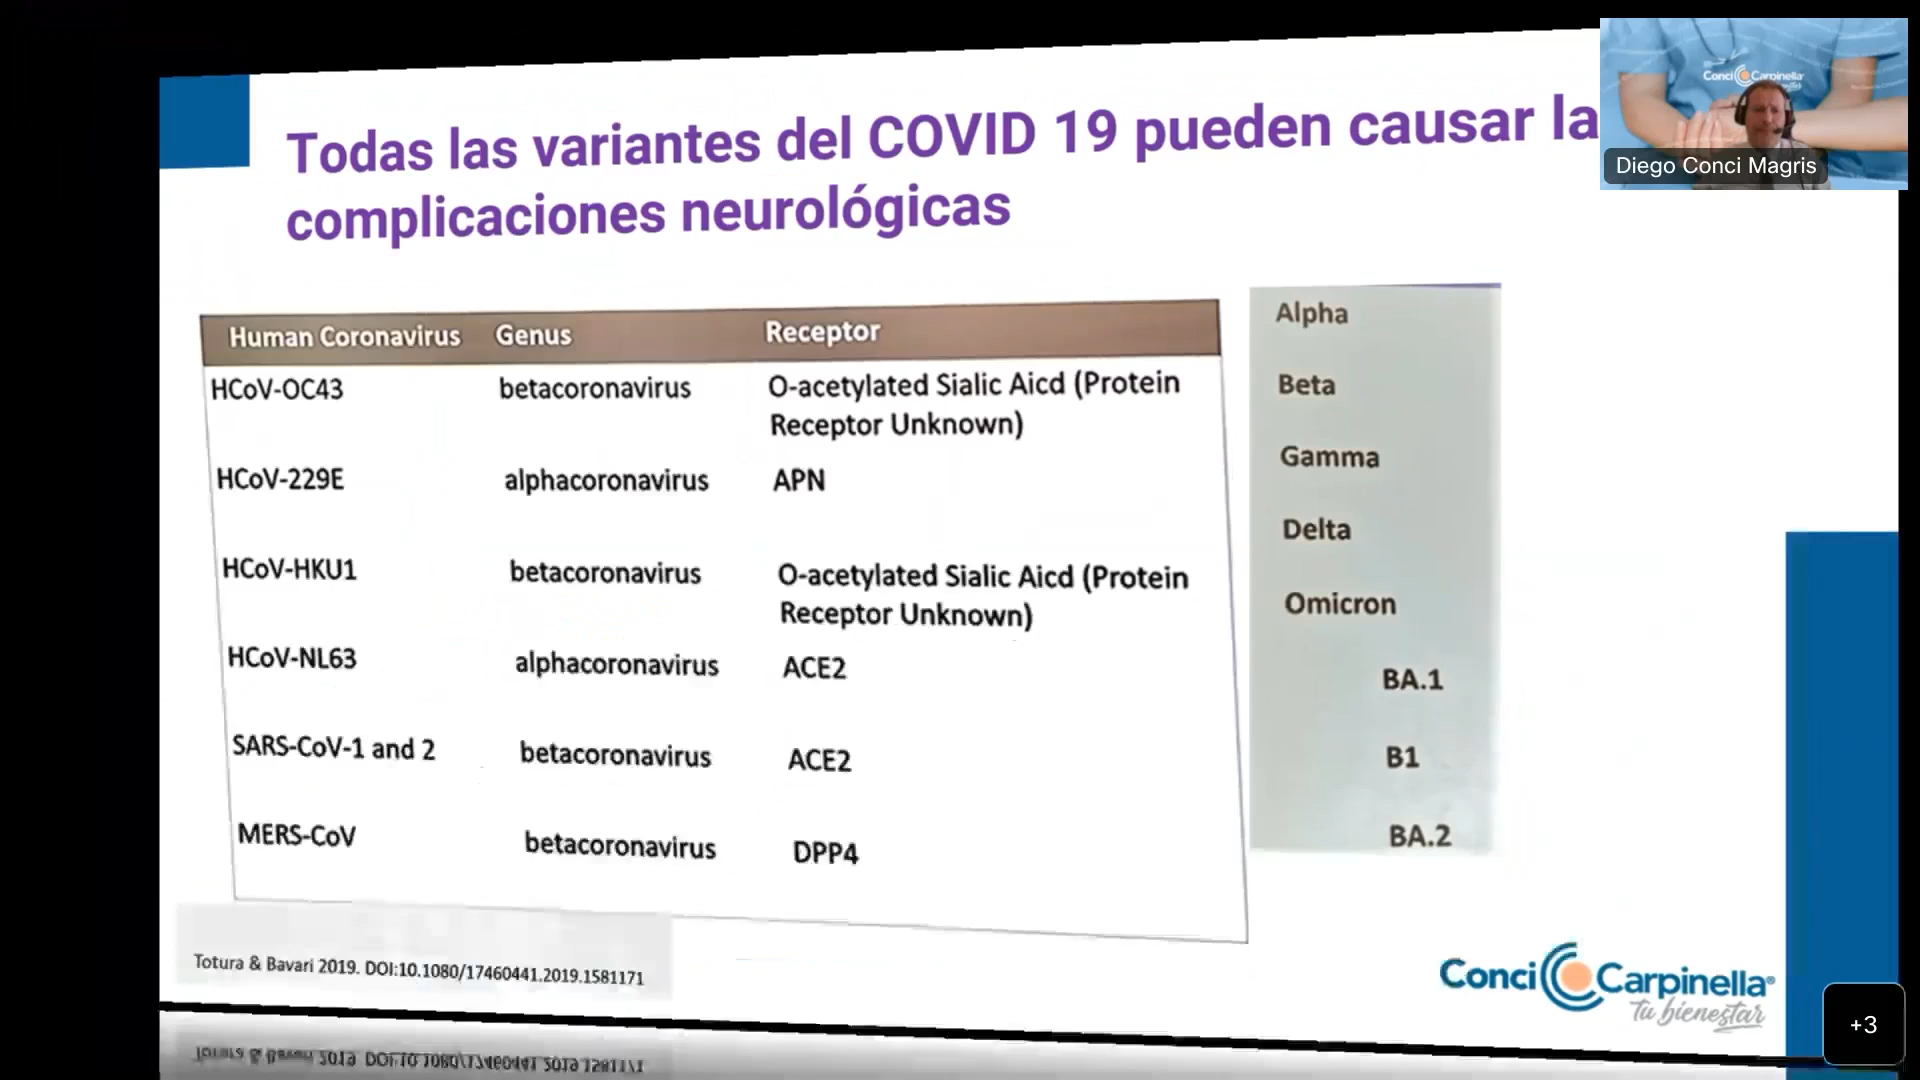 Conci Carpinella
Diego Conci Magris
Todas las variantes del COVID 19 pueden causar la
complicaciones neurológicas
Human Coronavirus Genus Receptor
HCoV-OC43 betacoronavirus O-acetylated Sialic Aicd (Protein
Receptor Unknown)
HCoV-229E alphacoronavirus APN
HCoV-HKU1 betacoronavirus O-acetylated Sialic Aicd (Protein
Receptor Unknown)
HCoV-NL63 alphacoronavirus ACE2
SARS-CoV-1 and 2 betacoronavirus ACE2
MERS-CoV betacoronavirus DPP4
Alpha
Beta
Gamma
Delta
Omicron
BA.1
B1
BA.2
Totura & Bavari 2019. DOI:10.1080/17460441.2019.1581171
Conci Carpinella®
tu bienestar
+3